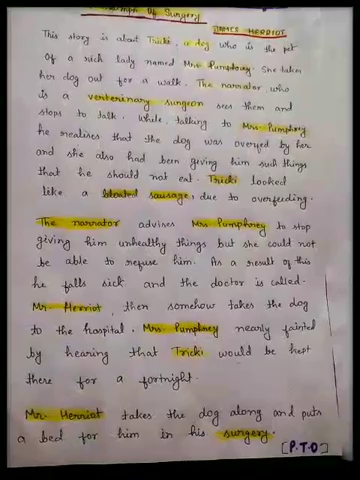 Triumph Of Surgery
JAMES HERRIOT
This story is about Tricki, a dog who is the pet
Of a rich lady named Mrs Pumphrey. She takes
her dog out for a walk. The narrator, who
is a verterinary surgeon sees them and
stops to talk. While, talking to Mrs Pumphrey
he realises that the dog was overfed by her
and she also had been giving him such things
that he should not eat. Tricki looked
like a bloated sausage, due to overfeeding.
The narrator advises Mrs Pumphrey to stop
giving him unhealthy things but she could not
be able to refuse him. As a result of this
he falls sick and the doctor is called.
Mr. Herriot, then somehow takes the dog
to the hospital. Mrs Pumphrey nearly fainted
by hearing that Tricki would be kept
there for a fortnight.
Mr. Herriot takes the dog along and puts
a bed for him in his surgery.
[P.T.O]